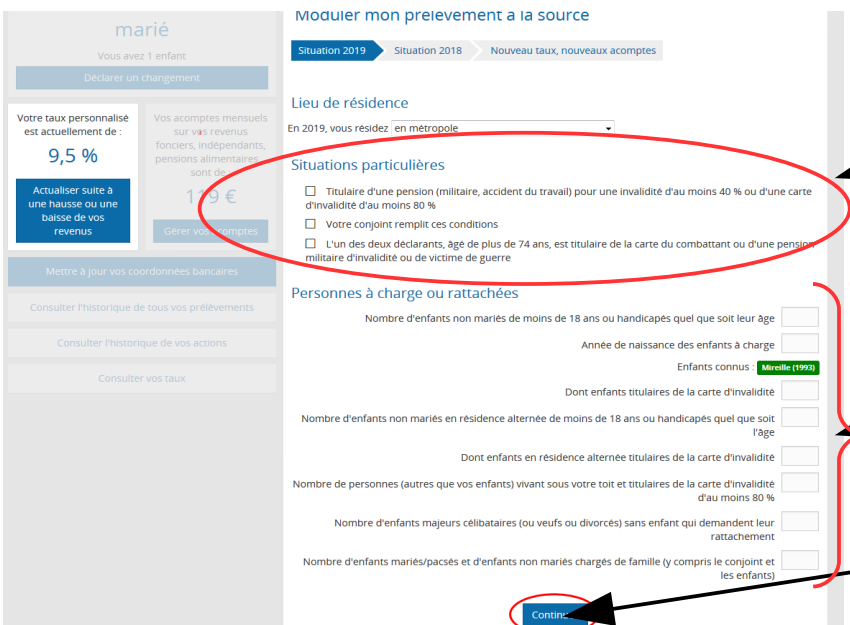 marié
Vous avez 1 enfant
Déclarer un changement
Votre taux personnalisé
est actuellement de :
9,5 %
Actualiser suite à
une hausse ou une
baisse de vos
revenus
Vos acomptes mensuels
sur vos revenus
fonciers, indépendants,
pensions alimentaires...
sont de
119 €
Gérer vos acomptes
Mettre à jour vos coordonnées bancaires
Consulter l'historique de tous vos prélèvements
Consulter l'historique de vos actions
Consulter vos taux
Moduler mon prélèvement à la source
Situation 2019 Situation 2018 Nouveau taux, nouveaux acomptes
Lieu de résidence
En 2019, vous résidez en métropole
Situations particulières
Titulaire d'une pension (militaire, accident du travail) pour une invalidité d'au moins 40 % ou d'une carte
d'invalidité d'au moins 80 %
Votre conjoint remplit ces conditions
L'un des deux déclarants, âgé de plus de 74 ans, est titulaire de la carte du combattant ou d'une pension
militaire d'invalidité ou de victime de guerre
Personnes à charge ou rattachées
Nombre d'enfants non mariés de moins de 18 ans ou handicapés quel que soit leur âge
Année de naissance des enfants à charge
Enfants connus : Mireille (1993)
Dont enfants titulaires de la carte d'invalidité
Nombre d'enfants non mariés en résidence alternée de moins de 18 ans ou handicapés quel que soit
l'âge
Dont enfants en résidence alternée titulaires de la carte d'invalidité
Nombre de personnes (autres que vos enfants) vivant sous votre toit et titulaires de la carte d'invalidité
d'au moins 80 %
Nombre d'enfants majeurs célibataires (ou veufs ou divorcés) sans enfant qui demandent leur
rattachement
Nombre d'enfants mariés/pacsés et d'enfants non mariés chargés de famille (y compris le conjoint et
les enfants)
Continuer